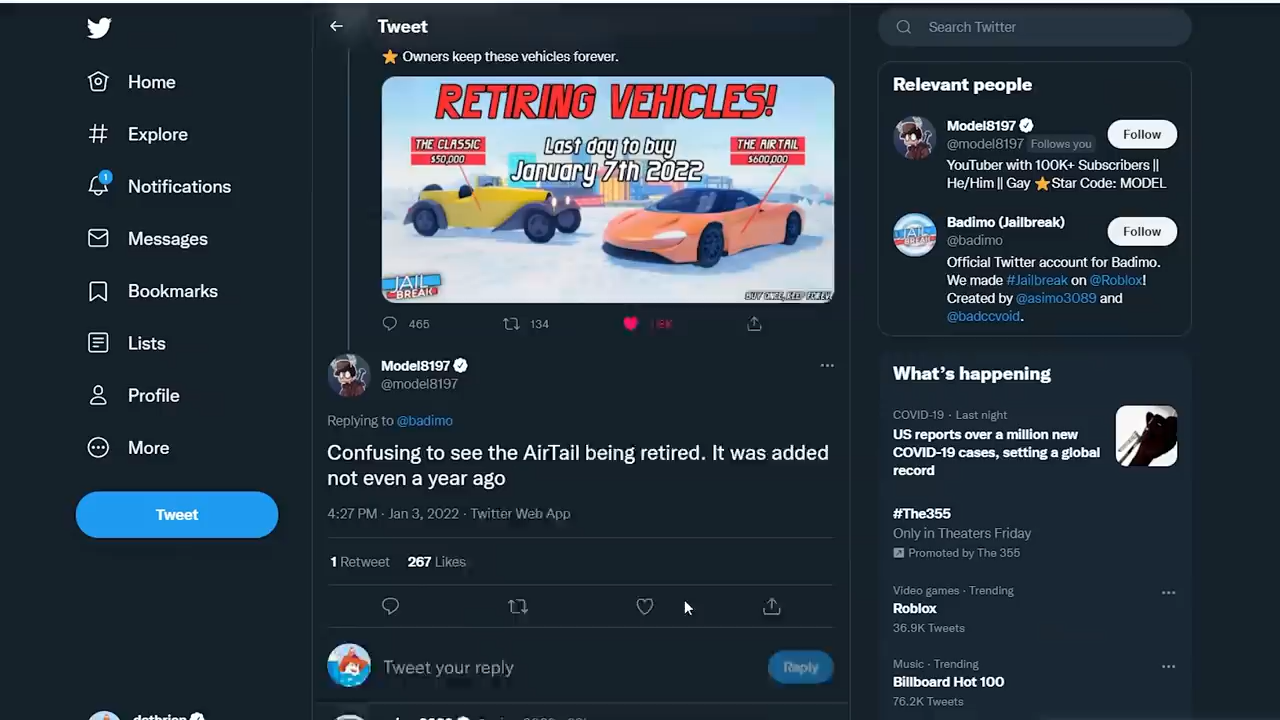 Home
Explore
1
Notifications
Messages
Bookmarks
Lists
Profile
More
Tweet
Tweet
Owners keep these vehicles forever.
RETIRING VEHICLES!
THE CLASSIC
$50,000
Last day to buy
January 7th 2022
THE AIRTAIL
$600,000
JAIL
BREAK
BUY ONCE, KEEP FOREVER
465
134
Model8197
@model8197
Replying to @badimo
Confusing to see the AirTail being retired. It was added
not even a year ago
4:27 PM · Jan 3, 2022 · Twitter Web App
1 Retweet 267 Likes
Tweet your reply
Reply
Search Twitter
Relevant people
Model8197
@model8197 Follows you
Follow
YouTuber with 100K+ Subscribers ||
He/Him || Gay ⭐Star Code: MODEL
Badimo (Jailbreak)
@badimo
Follow
Official Twitter account for Badimo.
We made #Jailbreak on @Roblox!
Created by @asimo3089 and
@badccvoid.
What's happening
COVID-19 · Last night
US reports over a million new
COVID-19 cases, setting a global
record
#The355
Only in Theaters Friday
Promoted by The 355
Video games · Trending
Roblox
36.9K Tweets
Music · Trending
Billboard Hot 100
76.2K Tweets